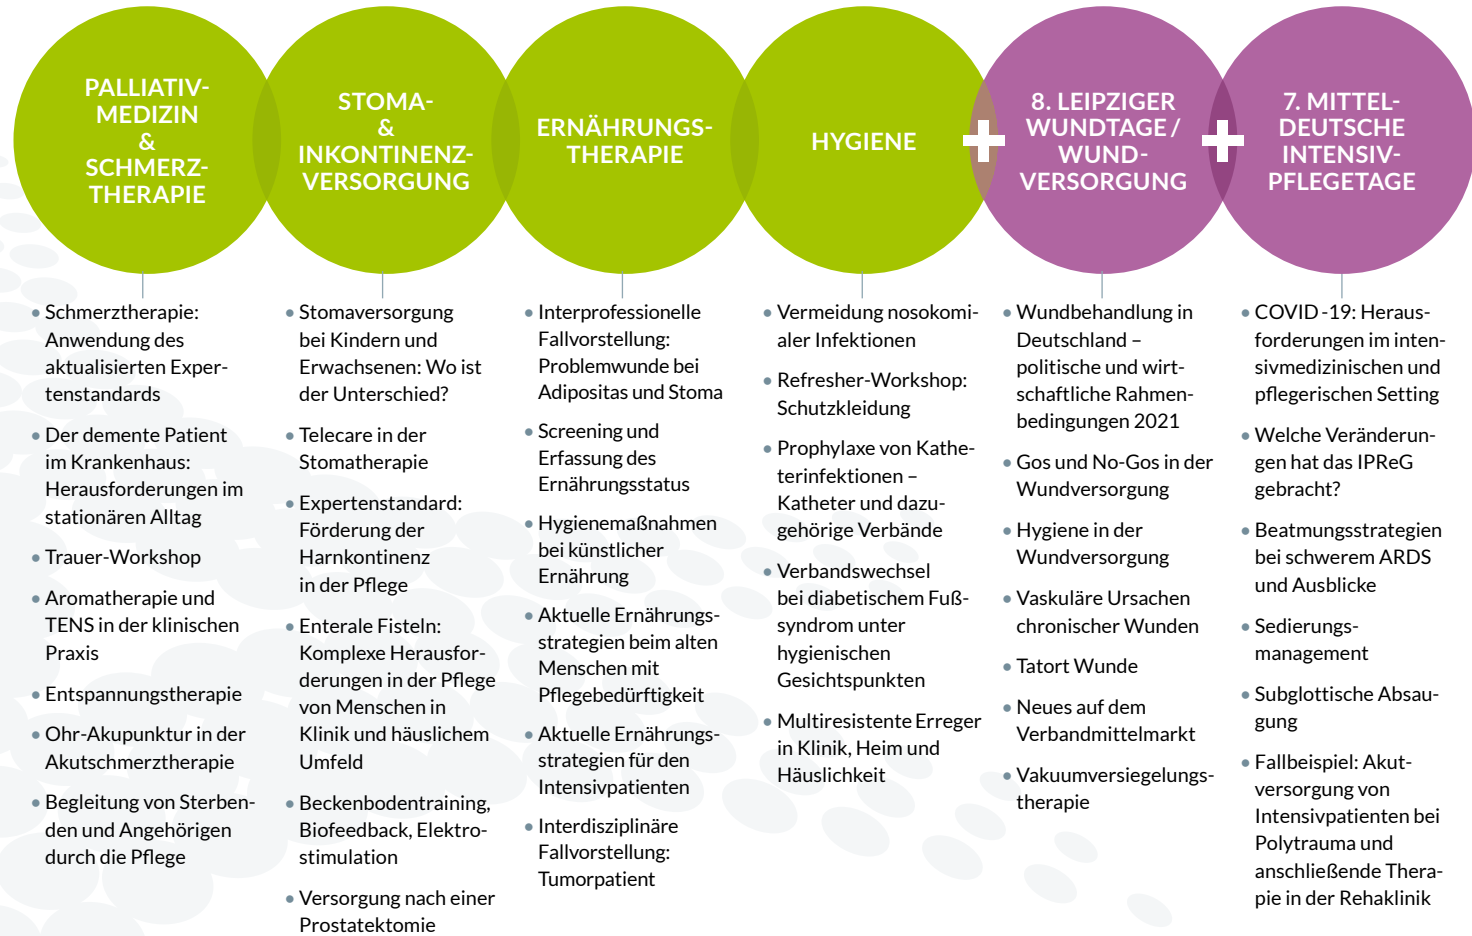 PALLIATIV-
MEDIZIN
&
SCHMERZ-
THERAPIE
• Schmerztherapie:
Anwendung des
aktualisierten Exper-
tenstandards
• Der demente Patient
im Krankenhaus:
Herausforderungen im
stationären Alltag
• Trauer-Workshop
• Aromatherapie und
TENS in der klinischen
Praxis
• Entspannungstherapie
• Ohr-Akupunktur in der
Akutschmerztherapie
• Begleitung von Sterben-
den und Angehörigen
durch die Pflege
STOMA-
&
INKONTINENZ-
VERSORGUNG
• Stomaversorgung
bei Kindern und
Erwachsenen: Wo ist
der Unterschied?
• Telecare in der
Stomatherapie
• Expertenstandard:
Förderung der
Harnkontinenz
in der Pflege
• Enterale Fisteln:
Komplexe Herausfor-
derungen in der Pflege
von Menschen in
Klinik und häuslichem
Umfeld
• Beckenbodentraining,
Biofeedback, Elektro-
stimulation
• Versorgung nach einer
Prostatektomie
ERNÄHRUNGS-
THERAPIE
• Interprofessionelle
Fallvorstellung:
Problemwunde bei
Adipositas und Stoma
• Screening und
Erfassung des
Ernährungsstatus
• Hygienemaßnahmen
bei künstlicher
Ernährung
• Aktuelle Ernährungs-
strategien beim alten
Menschen mit
Pflegebedürftigkeit
• Aktuelle Ernährungs-
strategien für den
Intensivpatienten
• Interdisziplinäre
Fallvorstellung:
Tumorpatient
HYGIENE
• Vermeidung nosokomi-
aler Infektionen
• Refresher-Workshop:
Schutzkleidung
• Prophylaxe von Kathe-
terinfektionen –
Katheter und dazu-
gehörige Verbände
• Verbandswechsel
bei diabetischem Fuß-
syndrom unter
hygienischen
Gesichtspunkten
• Multiresistente Erreger
in Klinik, Heim und
Häuslichkeit
+
8. LEIPZIGER
WUNDTAGE /
WUND-
VERSORGUNG
• Wundbehandlung in
Deutschland –
politische und wirt-
schaftliche Rahmen-
bedingungen 2021
• Gos und No-Gos in der
Wundversorgung
• Hygiene in der
Wundversorgung
• Vaskuläre Ursachen
chronischer Wunden
• Tatort Wunde
• Neues auf dem
Verbandmittelmarkt
• Vakuumversiegelungs-
therapie
+
7. MITTEL-
DEUTSCHE
INTENSIV-
PFLEGETAGE
• COVID -19: Heraus-
forderungen im inten-
sivmedizinischen und
pflegerischen Setting
• Welche Veränderun-
gen hat das IPReG
gebracht?
• Beatmungsstrategien
bei schwerem ARDS
und Ausblicke
• Sedierungs-
management
• Subglottische Absau-
gung
• Fallbeispiel: Akut-
versorgung von
Intensivpatienten bei
Polytrauma und
anschließende Thera-
pie in der Rehaklinik